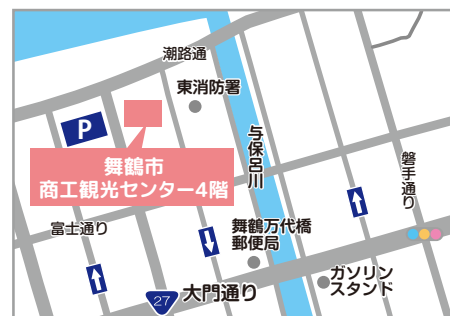 潮路通
東消防署
P
舞鶴市
商工観光センター4階
与保呂川
磐手通り
富士通り
舞鶴万代橋
郵便局
27
大門通り
ガソリン
スタンド